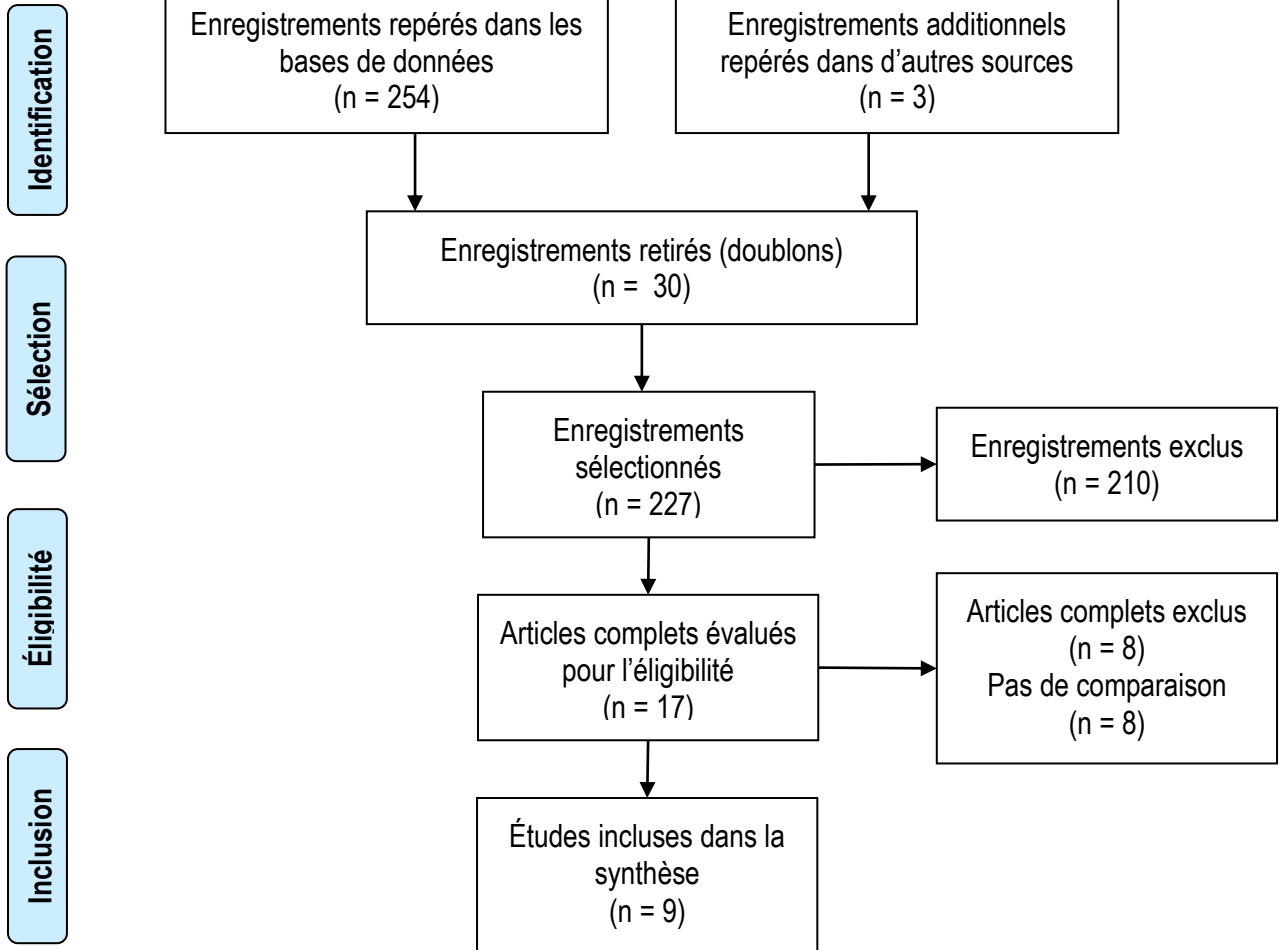 Identification
Enregistrements repérés dans les
bases de données
(n = 254)
Enregistrements additionnels
repérés dans d’autres sources
(n = 3)
Enregistrements retirés (doublons)
(n = 30)
Sélection
Enregistrements
sélectionnés
(n = 227)
Enregistrements exclus
(n = 210)
Éligibilité
Articles complets évalués
pour l’éligibilité
(n = 17)
Articles complets exclus
(n = 8)
Pas de comparaison
(n = 8)
Inclusion
Études incluses dans la
synthèse
(n = 9)